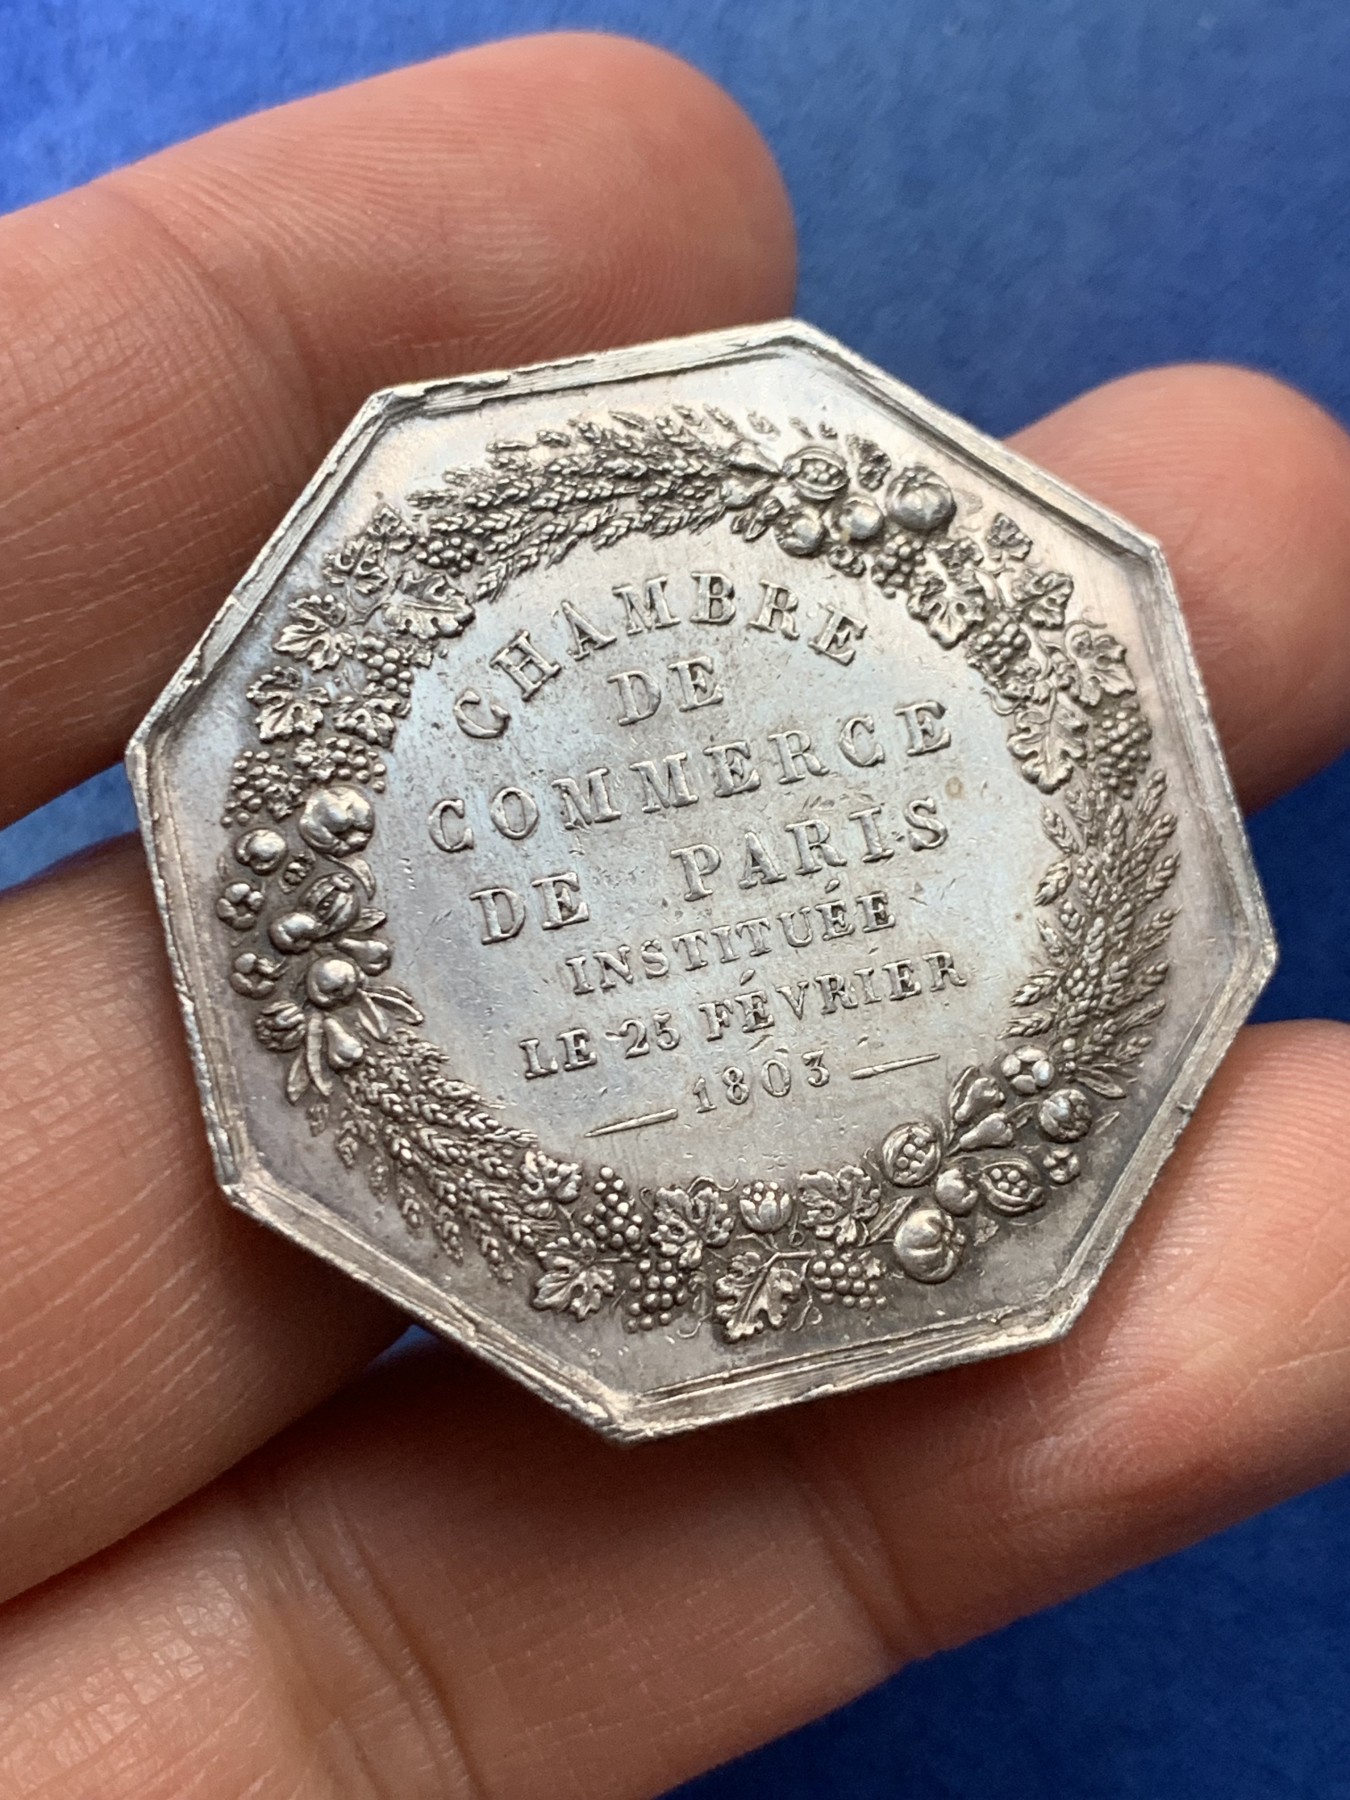 CHAMBRE
DE
COMMERCE
DE PARIS
INSTITUÉE
LE 25 FÉVRIER
— 1803 —